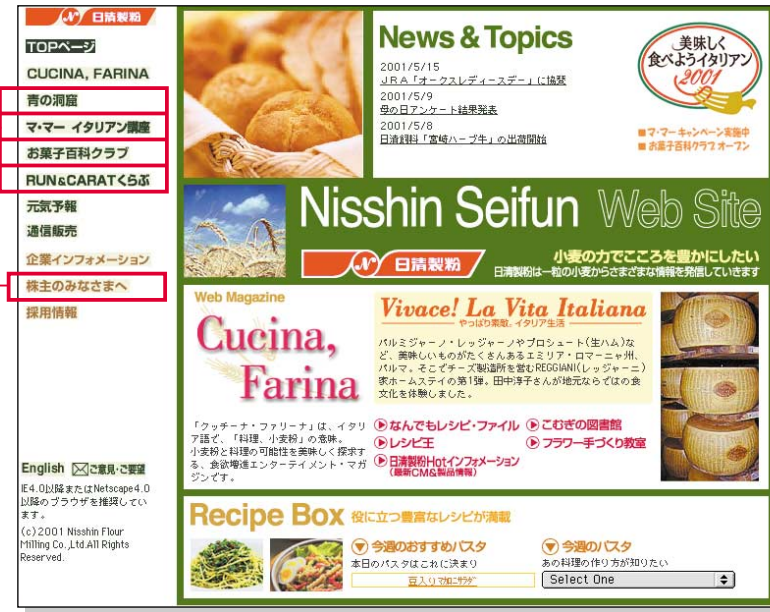 日清製粉
TOPページ
CUCINA, FARINA
青の洞窟
マ・マー イタリアン講座
お菓子百科クラブ
RUN&CARATくらぶ
元気予報
通信販売
企業インフォメーション
株主のみなさまへ
採用情報
English ご意見・ご要望
IE4.0以降またはNetscape4.0
以降のブラウザを推奨してい
ます。
(c)2001 Nisshin Flour
Milling Co.,Ltd.All Rights
Reserved.
News & Topics
2001/5/15
JRA「オークスレディースデー」に協賛
2001/5/9
母の日アンケート結果発表
2001/5/8
日清飼料「宮崎ハーブ牛」の出荷開始
美味しく
食べようイタリアン
2001
■マ・マー キャンペーン実施中
■お菓子百科クラブ オープン
Nisshin Seifun Web Site
日清製粉
小麦の力でこころを豊かにしたい
日清製粉は一粒の小麦からさまざまな情報を発信していきます
Web Magazine
Cucina,
Farina
「クッチーナ・ファリーナ」は、イタリ
ア語で、「料理、小麦粉」の意味。
小麦粉と料理の可能性を美味しく探求す
る、食欲増進エンターテイメント・マガ
ジンです。
Vivace! La Vita Italiana
やっぱり素敵。イタリア生活
パルミジャーノ・レッジャーノやプロシュート(生ハム)な
ど、美味しいものがたくさんあるエミリア・ロマーニャ州、
パルマ。そこでチーズ製造所を営むREGGIANI(レッジャーニ)
家ホームステイの第1弾。田中淳子さんが地元ならではの食
文化を体験しました。
なんでもレシピ・ファイル こむぎの図書館
レシピ王 フラワー手づくり教室
日清製粉Hotインフォメーション
(最新CM&製品情報)
Recipe Box 役に立つ豊富なレシピが満載
今週のおすすめパスタ
本日のパスタはこれに決まり
豆入りマカロニサラダ
今週のパスタ
あの料理の作り方が知りたい
Select One